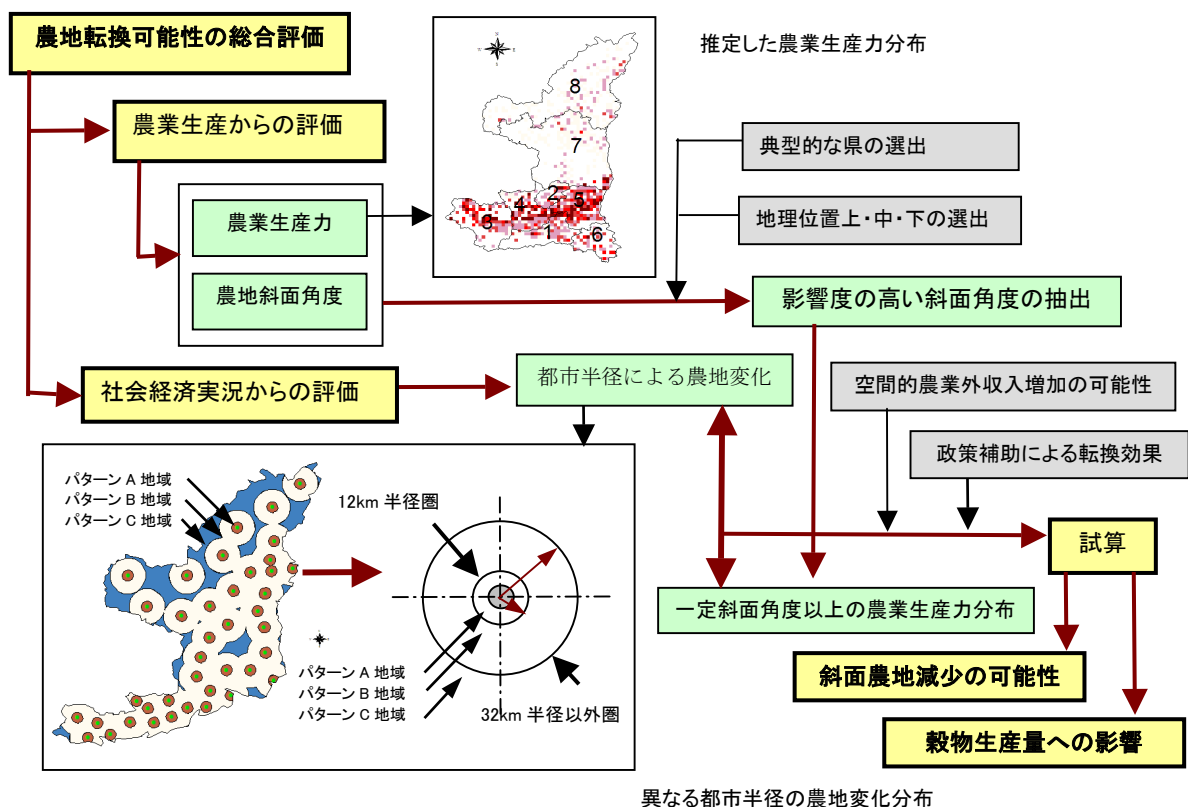 農地転換可能性の総合評価
推定した農業生産力分布
農業生産からの評価
8
7
2
5
4
3
1
6
典型的な県の選出
地理位置上・中・下の選出
農業生産力
農地斜面角度
影響度の高い斜面角度の抽出
社会経済実況からの評価
都市半径による農地変化
空間的農業外収入増加の可能性
政策補助による転換効果
パターン A 地域
パターン B 地域
パターン C 地域
12km 半径圏
試算
一定斜面角度以上の農業生産力分布
パターン A 地域
パターン B 地域
パターン C 地域
32km 半径以外圏
斜面農地減少の可能性
穀物生産量への影響
異なる都市半径の農地変化分布